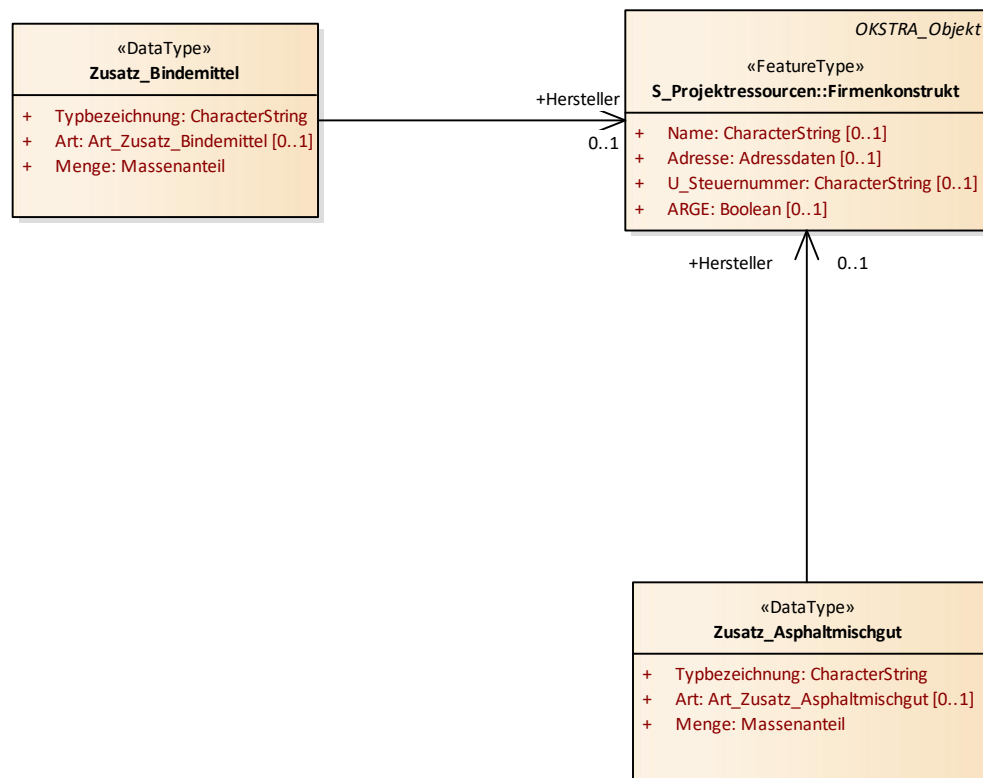 «DataType»
Zusatz_Bindemittel
+ Typbezeichnung: CharacterString
+ Art: Art_Zusatz_Bindemittel [0..1]
+ Menge: Massenanteil
+Hersteller
0..1
OKSTRA_Objekt
«FeatureType»
S_Projektressourcen::Firmenkonstrukt
+ Name: CharacterString [0..1]
+ Adresse: Adressdaten [0..1]
+ U_Steuernummer: CharacterString [0..1]
+ ARGE: Boolean [0..1]
+Hersteller 0..1
«DataType»
Zusatz_Asphaltmischgut
+ Typbezeichnung: CharacterString
+ Art: Art_Zusatz_Asphaltmischgut [0..1]
+ Menge: Massenanteil